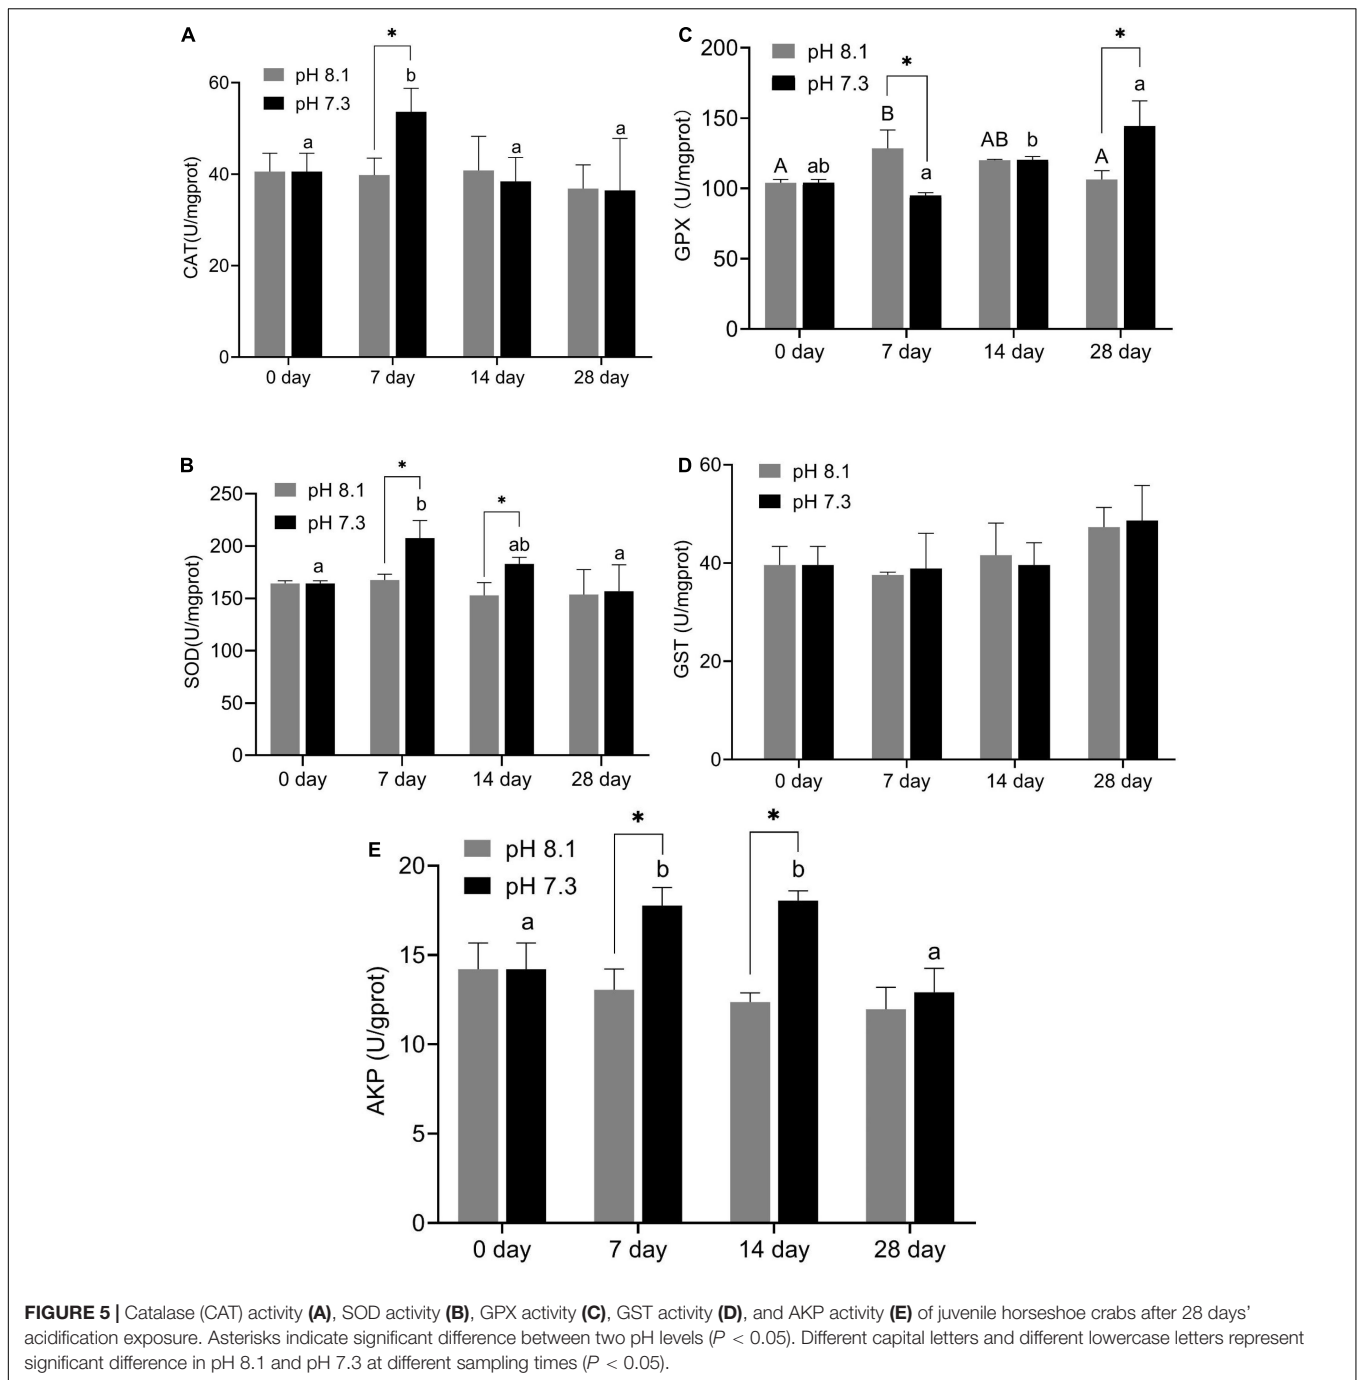 A
*
pH 8.1
pH 7.3
60
40
20
0
CAT(U/mgprot)
a
b
a
a
0 day
7 day
14 day
28 day
C
*
*
pH 8.1
pH 7.3
200
150
100
50
0
GPX (U/mgprot)
A
ab
B
a
AB
b
A
a
0 day
7 day
14 day
28 day
B
*
*
pH 8.1
pH 7.3
250
200
150
100
50
0
SOD(U/mgprot)
a
b
ab
a
0 day
7 day
14 day
28 day
D
pH 8.1
pH 7.3
60
40
20
0
GST (U/mgprot)
0 day
7 day
14 day
28 day
E
*
*
pH 8.1
pH 7.3
20
15
10
5
0
AKP (U/gprot)
a
b
b
a
0 day
7 day
14 day
28 day
FIGURE 5 | Catalase (CAT) activity (A), SOD activity (B), GPX activity (C), GST activity (D), and AKP activity (E) of juvenile horseshoe crabs after 28 days'
acidification exposure. Asterisks indicate significant difference between two pH levels (P < 0.05). Different capital letters and different lowercase letters represent
significant difference in pH 8.1 and pH 7.3 at different sampling times (P < 0.05).